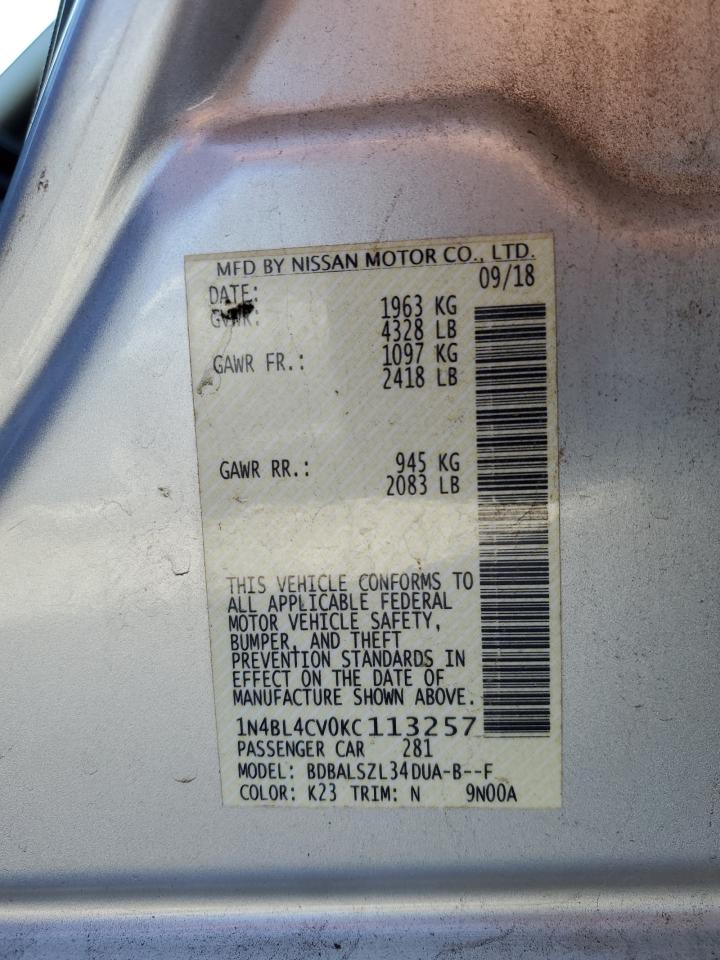 MFD BY NISSAN MOTOR CO., LTD.
DATE: 09/18
GVWR: 1963 KG
4328 LB
GAWR FR.: 1097 KG
2418 LB
GAWR RR.: 945 KG
2083 LB
THIS VEHICLE CONFORMS TO
ALL APPLICABLE FEDERAL
MOTOR VEHICLE SAFETY,
BUMPER, AND THEFT
PREVENTION STANDARDS IN
EFFECT ON THE DATE OF
MANUFACTURE SHOWN ABOVE.
1N4BL4CV0KC113257
PASSENGER CAR 281
MODEL: BDBALSZL34DUA-B--F
COLOR: K23 TRIM: N 9N00A